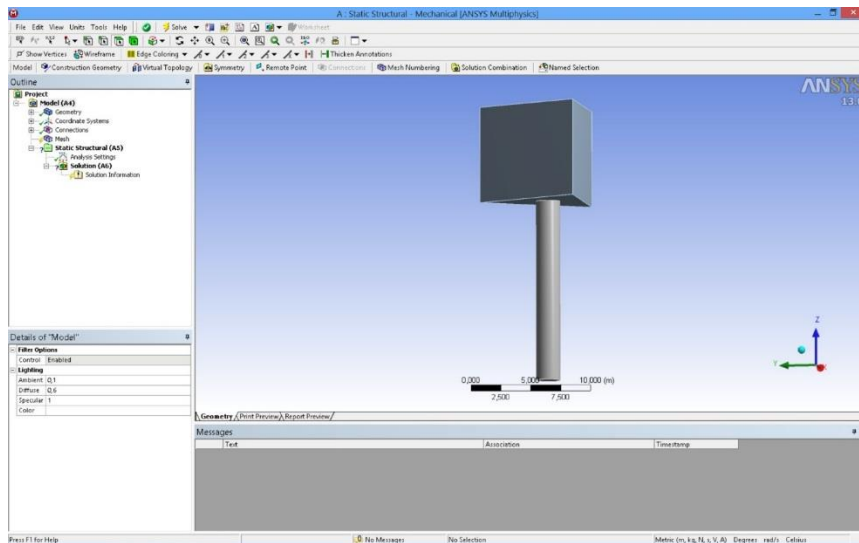 A : Static Structural - Mechanical [ANSYS Multiphysics]
File Edit View Units Tools Help Solve Worksheet
Show Vertices Wireframe Edge Coloring Thicken Annotations
Model Construction Geometry Virtual Topology Symmetry Remote Point Connections Mesh Numbering Solution Combination Named Selection
Outline
Project
Model (A4)
Geometry
Coordinate Systems
Connections
Mesh
Static Structural (A5)
Analysis Settings
Solution (A6)
Solution Information
ANSYS
Z
Y
X
0,000 5,000 10,000 (m)
2,500 7,500
Details of "Model"
Filter Options
Control Enabled
Lighting
Ambient 0,1
Diffuse 0,6
Specular 1
Color
Geometry Print Preview Report Preview
Messages
Text Association Timestamp
Press F1 for Help No Messages No Selection Metric (m, kg, N, s, V, A) Degrees rad/s Celsius